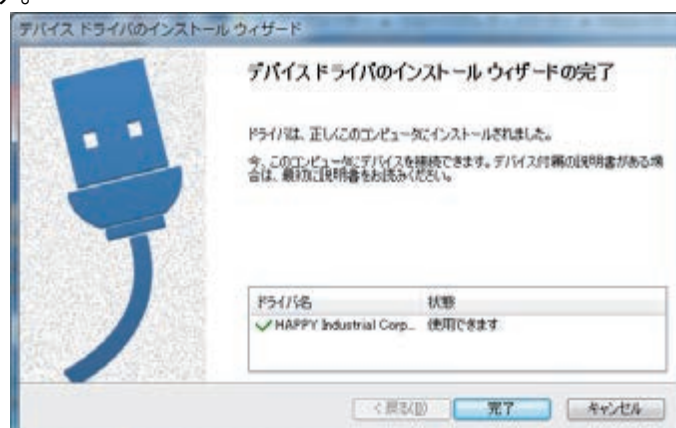 す。
デバイス ドライバのインストール ウィザード
デバイス ドライバのインストール ウィザードの完了
ドライバは、正しくこのコンピュータにインストールされました。
今、このコンピュータにデバイスを接続できます。デバイス付属の説明書がある場
合は、最初に説明書をお読みください。
ドライバ名 状態
HAPPY Industrial Corp... 使用できます
< 戻る(B) 完了 キャンセル